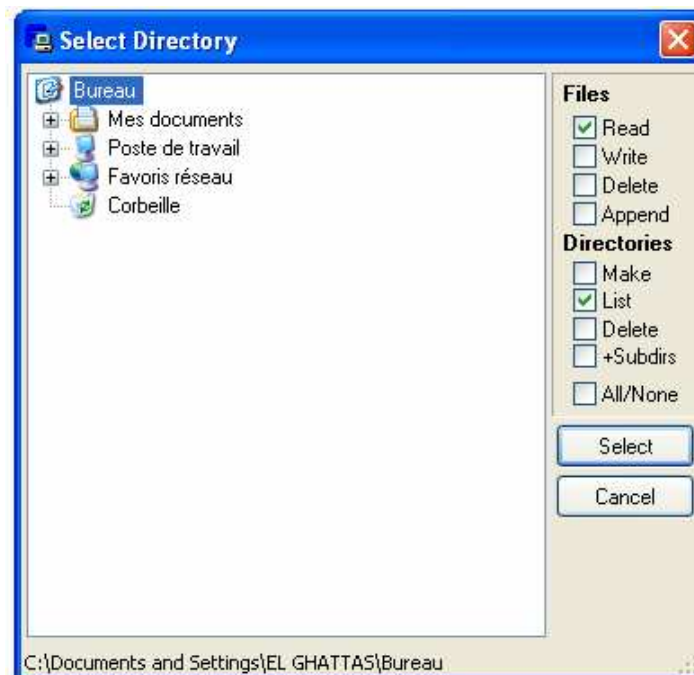 Select Directory
Bureau
Mes documents
Poste de travail
Favoris réseau
Corbeille
Files
Read
Write
Delete
Append
Directories
Make
List
Delete
+Subdirs
All/None
Select
Cancel
C:\Documents and Settings\EL GHATTAS\Bureau